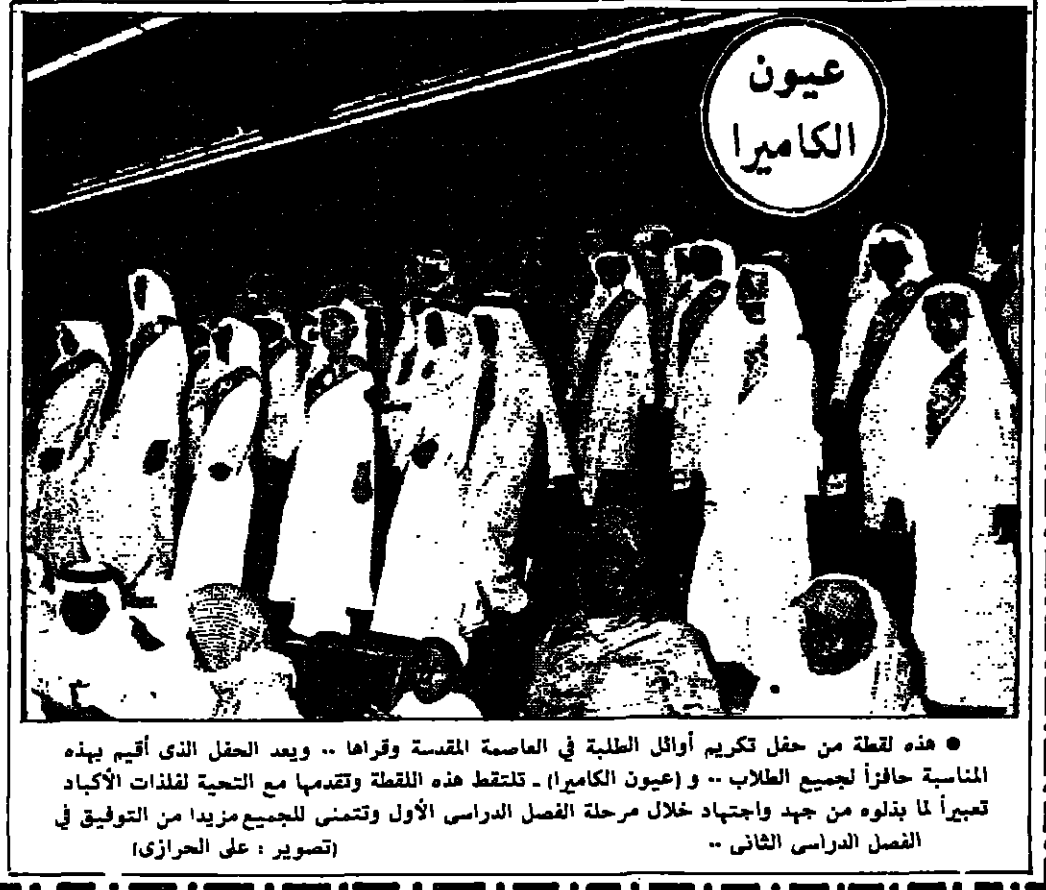 عيون
الكاميرا
● هذه لقطة من حفل تكريم أوائل الطلبة في العاصمة المقدسة وقراها .. ويعد الحفل الذى أقيم بهذه
المناسبة حافزاً لجميع الطلاب .. و (عيون الكاميرا) ـ تلتقط هذه اللقطة وتقدمها مع التحية لفلذات الأكباد
تعبيراً لما بذلوه من جهد واجتهاد خلال مرحلة الفصل الدراسى الأول وتتمنى للجميع مزيدا من التوفيق في
الفصل الدراسى الثانى ..
(تصوير : على الحرازى)